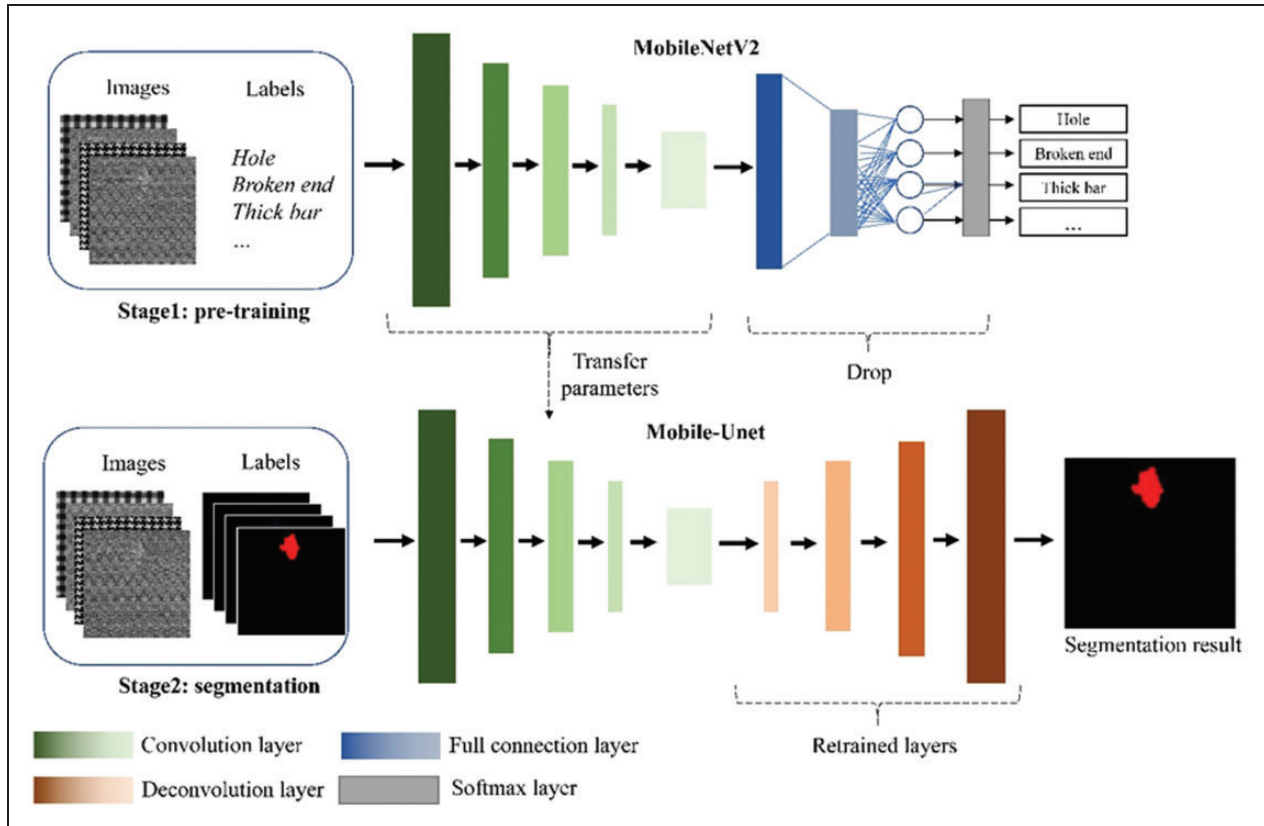 MobileNetV2
Images Labels
Hole
Broken end
Thick bar
...
Hole
Broken end
Thick bar
...
Stage1: pre-training
Transfer
parameters
Drop
Mobile-Unet
Images Labels
Segmentation result
Stage2: segmentation
Retrained layers
Convolution layer
Full connection layer
Deconvolution layer
Softmax layer